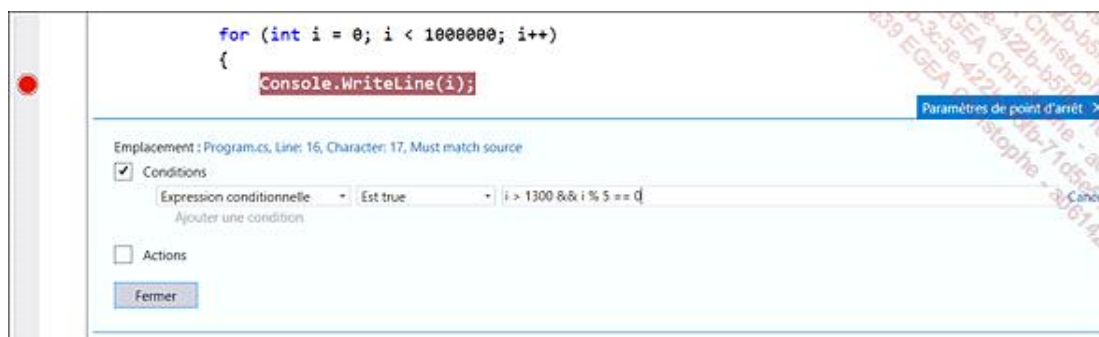 for (int i = 0; i < 1000000; i++)
{
Console.WriteLine(i);
Paramètres de point d'arrêt ×
Emplacement : Program.cs, Line: 16, Character: 17, Must match source
Conditions
Expression conditionnelle Est true i > 1300 && i % 5 == 0
Ajouter une condition
Actions
Fermer